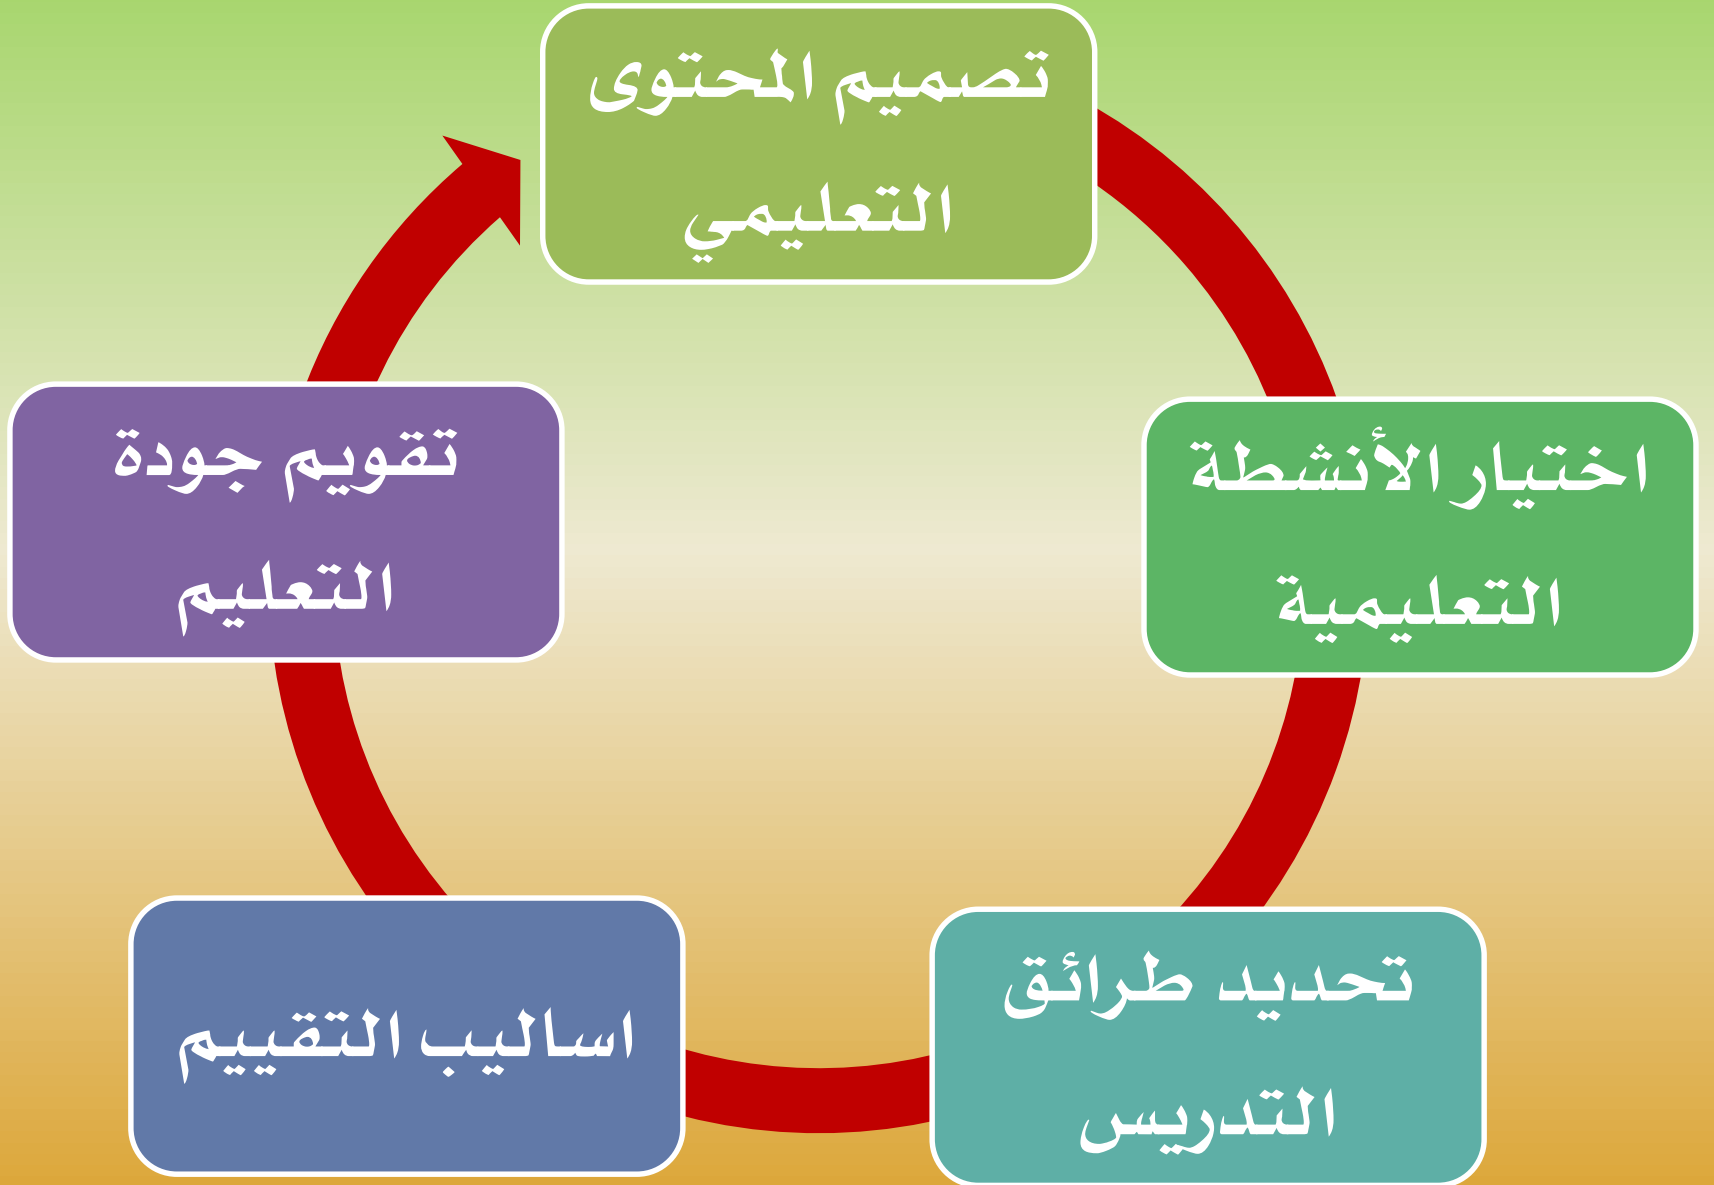 تصميم المحتوى
التعليمي
اختيار الأنشطة
التعليمية
تحديد طرائق
التدريس
اساليب التقييم
تقويم جودة
التعليم